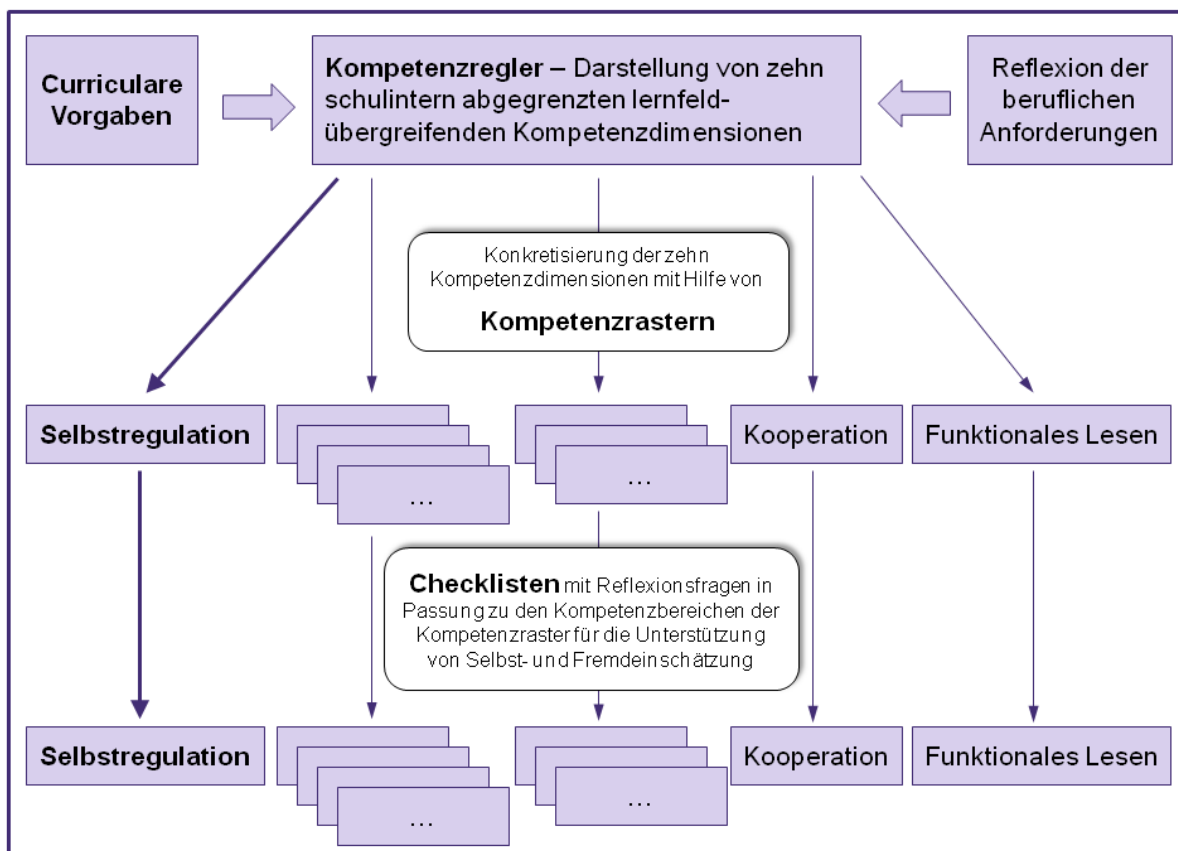 Curriculare
Vorgaben
Kompetenzregler – Darstellung von zehn
schulintern abgegrenzten lernfeld-
übergreifenden Kompetenzdimensionen
Reflexion der
beruflichen
Anforderungen
Konkretisierung der zehn
Kompetenzdimensionen mit Hilfe von
Kompetenzrastern
Selbstregulation
...
...
Kooperation
Funktionales Lesen
Checklisten mit Reflexionsfragen in
Passung zu den Kompetenzbereichen der
Kompetenzraster für die Unterstützung
von Selbst- und Fremdeinschätzung
Selbstregulation
...
...
Kooperation
Funktionales Lesen